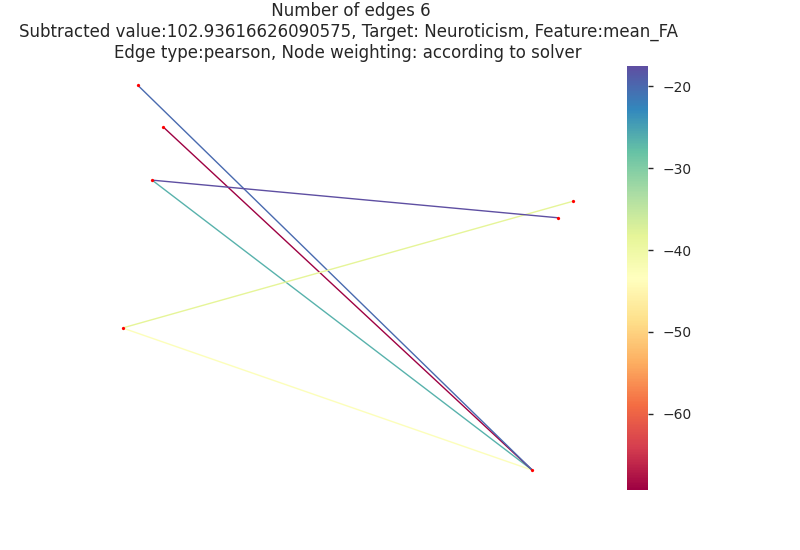 Number of edges 6
Subtracted value:102.93616626090575, Target: Neuroticism, Feature:mean_FA
Edge type:pearson, Node weighting: according to solver
−20
−30
−40
−50
−60